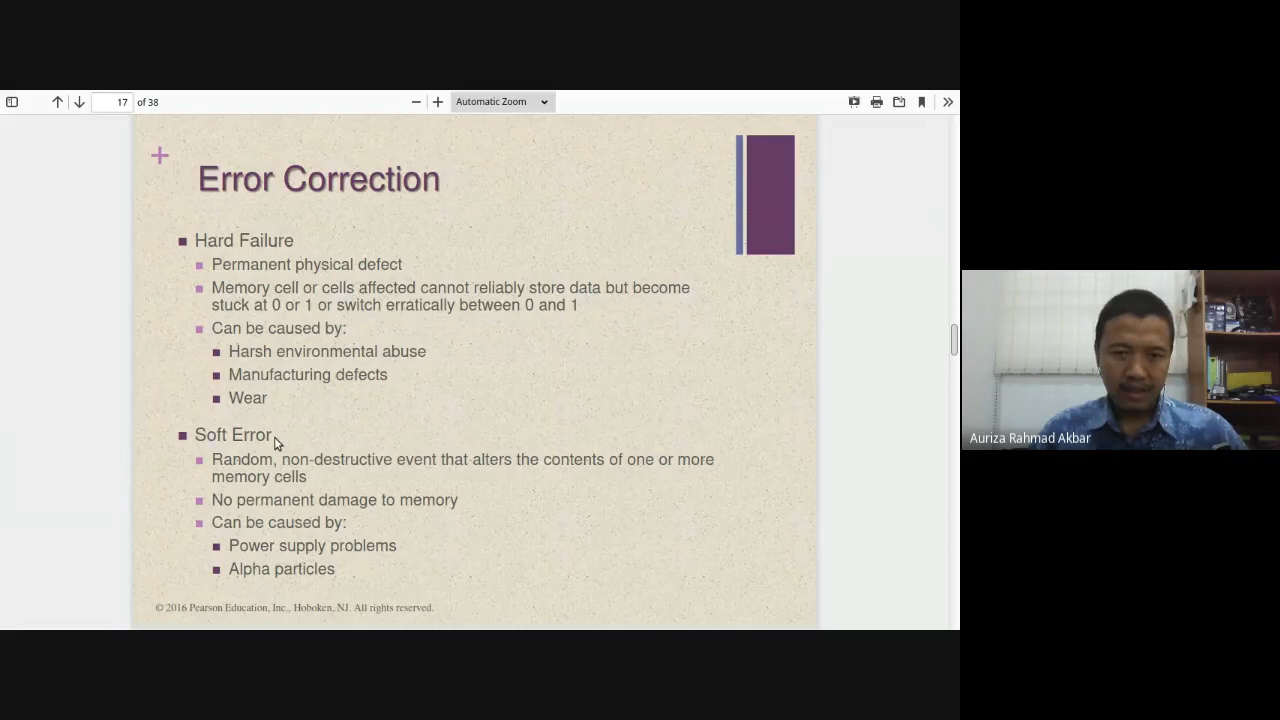 17 of 38
Automatic Zoom
+
Error Correction
Hard Failure
Permanent physical defect
Memory cell or cells affected cannot reliably store data but become
stuck at 0 or 1 or switch erratically between 0 and 1
Can be caused by:
Harsh environmental abuse
Manufacturing defects
Wear
Soft Error
Random, non-destructive event that alters the contents of one or more
memory cells
No permanent damage to memory
Can be caused by:
Power supply problems
Alpha particles
© 2016 Pearson Education, Inc., Hoboken, NJ. All rights reserved.
Auriza Rahmad Akbar